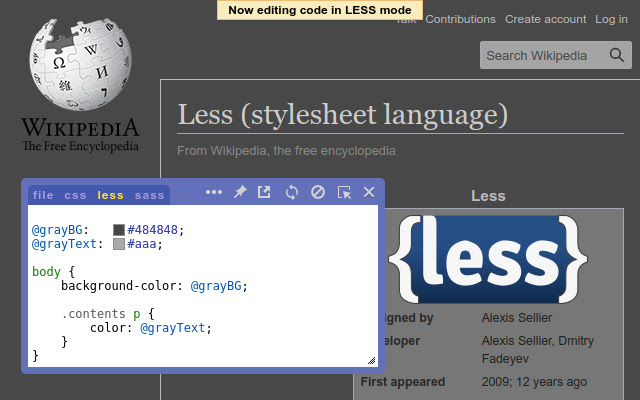 Now editing code in LESS mode
Talk Contributions Create account Log in
Search Wikipedia
WIKIPEDIA
The Free Encyclopedia
Less (stylesheet language)
From Wikipedia, the free encyclopedia
file css less sass
@grayBG: #484848;
@grayText: #aaa;
body {
background-color: @grayBG;
.contents p {
color: @grayText;
}
}
Less
{less}
igned by Alexis Sellier
eloper Alexis Sellier, Dmitry
Fadeyev
First appeared 2009; 12 years ago